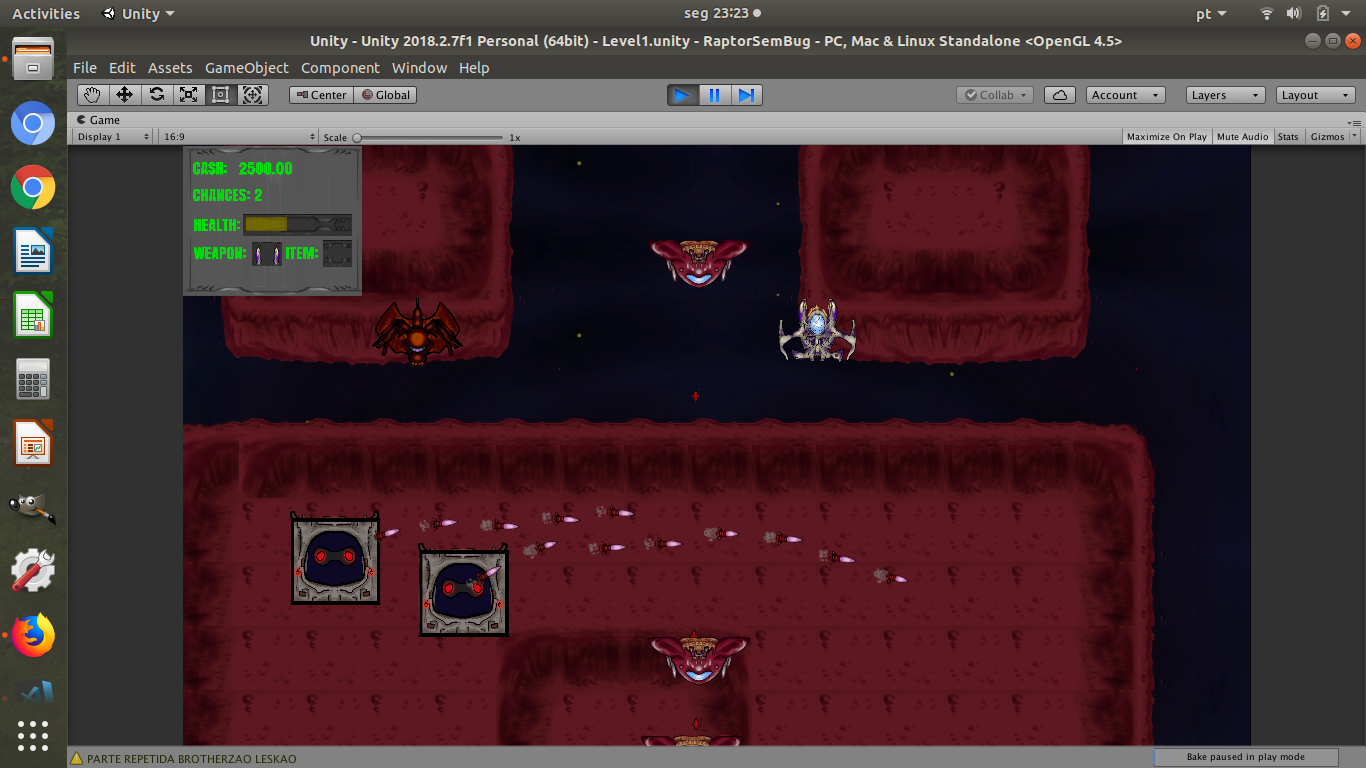 Activities Unity seg 23:23 pt
Unity - Unity 2018.2.7f1 Personal (64bit) - Level1.unity - RaptorSemBug - PC, Mac & Linux Standalone <OpenGL 4.5>
File Edit Assets GameObject Component Window Help
Center Global Collab Account Layers Layout
Game
Display 1 16:9 Scale 1x Maximize On Play Mute Audio Stats Gizmos
CASH: 2500,00
CHANCES: 2
HEALTH:
WEAPON: ITEM:
PARTE REPETIDA BROTHERZAO LESKAO Bake paused in play mode